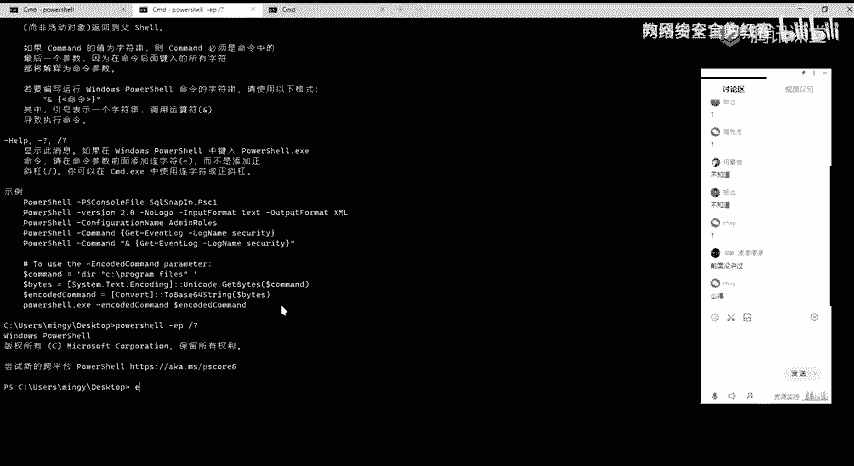 Cmd - powershell
Cmd - powershell -ep /?
Cmd
(而非活动对象)返回到父 Shell。
如果 Command 的值为字符串，则 Command 必须是命令中的
最后一个参数，因为在命令后面键入的所有字符
都将解释为命令参数。
若要编写运行 Windows PowerShell 命令的字符串，请使用以下格式:
"& {<命令>}"
其中，引号表示一个字符串，调用运算符(&)
导致执行命令。
-Help, -?, /?
显示此消息。如果在 Windows PowerShell 中键入 PowerShell.exe
命令，请在命令参数前面添加连字符(-)，而不是添加正
斜杠(/)。你可以在 Cmd.exe 中使用连字符或正斜杠。
示例
PowerShell -PSConsoleFile SqlSnapIn.Psc1
PowerShell -version 2.0 -NoLogo -InputFormat text -OutputFormat XML
PowerShell -ConfigurationName AdminRoles
PowerShell -Command {Get-EventLog -LogName security}
PowerShell -Command "& {Get-EventLog -LogName security}"
# To use the -EncodedCommand parameter:
$command = 'dir "c:\program files" '
$bytes = [System.Text.Encoding]::Unicode.GetBytes($command)
$encodedCommand = [Convert]::ToBase64String($bytes)
powershell.exe -encodedCommand $encodedCommand
C:\Users\mingy\Desktop>powershell -ep /?
Windows PowerShell
版权所有 (C) Microsoft Corporation。保留所有权利。
尝试新的跨平台 PowerShell https://aka.ms/pscore6
PS C:\Users\mingy\Desktop> e
讨论区
成员(25)
1
1
不知道
不知道
1
前面没讲过
么得
发送